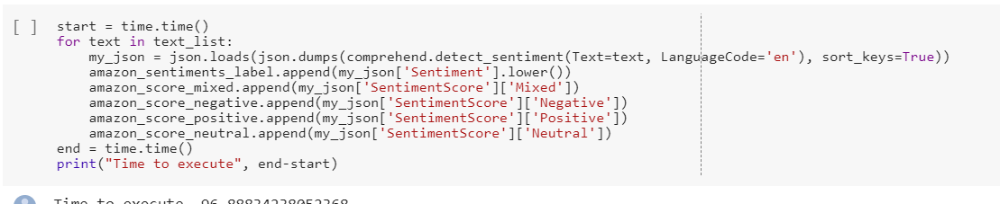 [ ] start = time.time()
for text in text_list:
    my_json = json.loads(json.dumps(comprehend.detect_sentiment(Text=text, LanguageCode='en'), sort_keys=True))
    amazon_sentiments_label.append(my_json['Sentiment'].lower())
    amazon_score_mixed.append(my_json['SentimentScore']['Mixed'])
    amazon_score_negative.append(my_json['SentimentScore']['Negative'])
    amazon_score_positive.append(my_json['SentimentScore']['Positive'])
    amazon_score_neutral.append(my_json['SentimentScore']['Neutral'])
end = time.time()
print("Time to execute", end-start)
Time to execute